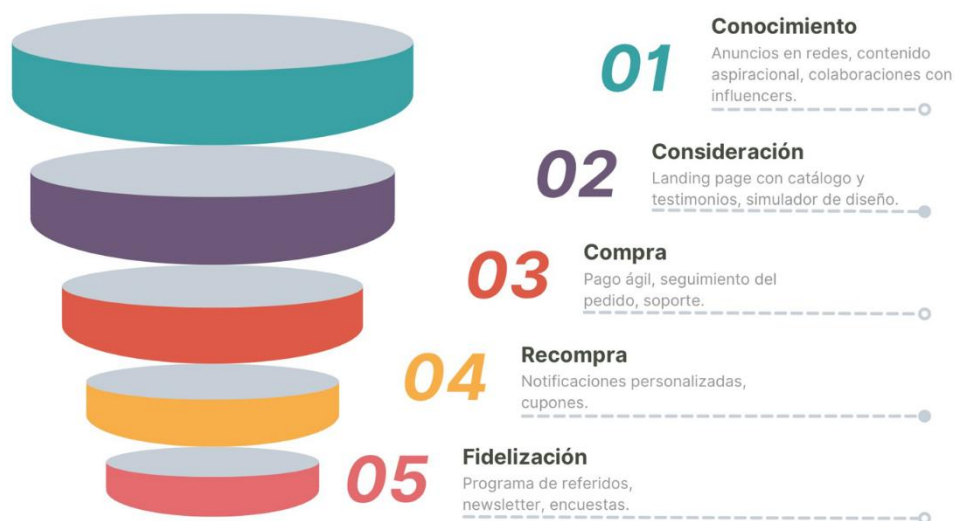 01
Conocimiento
Anuncios en redes, contenido
aspiracional, colaboraciones con
influencers.
02
Consideración
Landing page con catálogo y
testimonios, simulador de diseño.
03
Compra
Pago ágil, seguimiento del
pedido, soporte.
04
Recompra
Notificaciones personalizadas,
cupones.
05
Fidelización
Programa de referidos,
newsletter, encuestas.